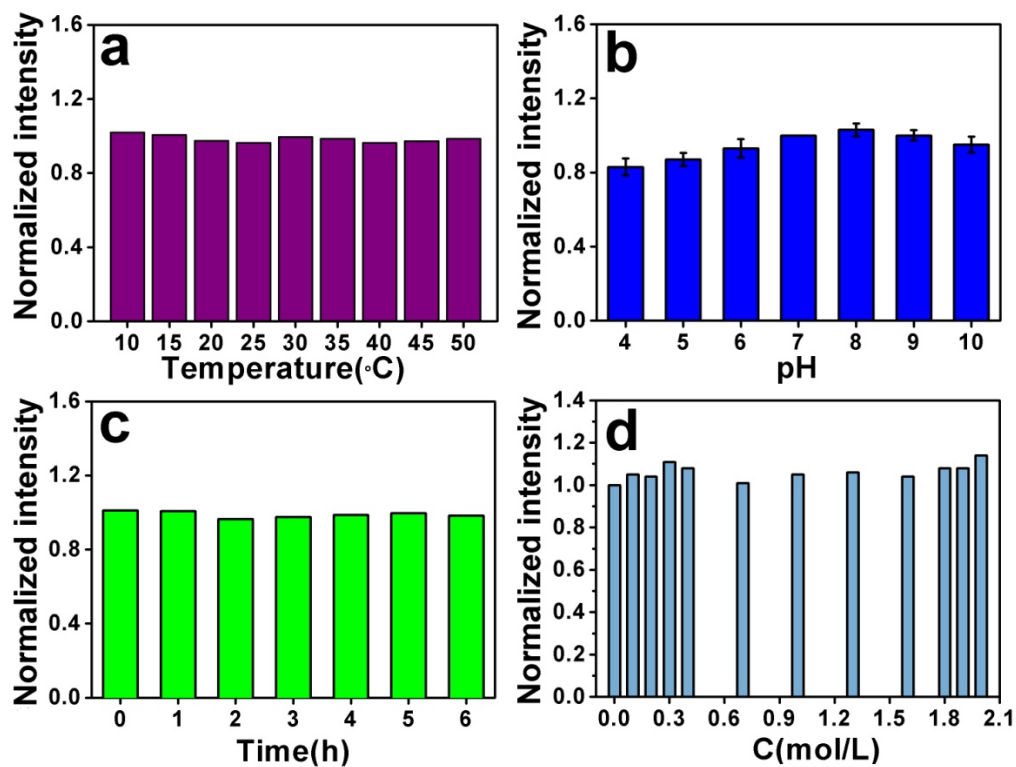 a
Normalized intensity
1.6
1.2
0.8
0.4
0.0
10 15 20 25 30 35 40 45 50
Temperature(°C)
b
Normalized intensity
1.6
1.2
0.8
0.4
0.0
4 5 6 7 8 9 10
pH
c
Normalized intensity
1.6
1.2
0.8
0.4
0.0
0 1 2 3 4 5 6
Time(h)
d
Normalized intensity
1.4
1.2
1.0
0.8
0.6
0.4
0.2
0.0
0.0 0.3 0.6 0.9 1.2 1.5 1.8 2.1
C(mol/L)